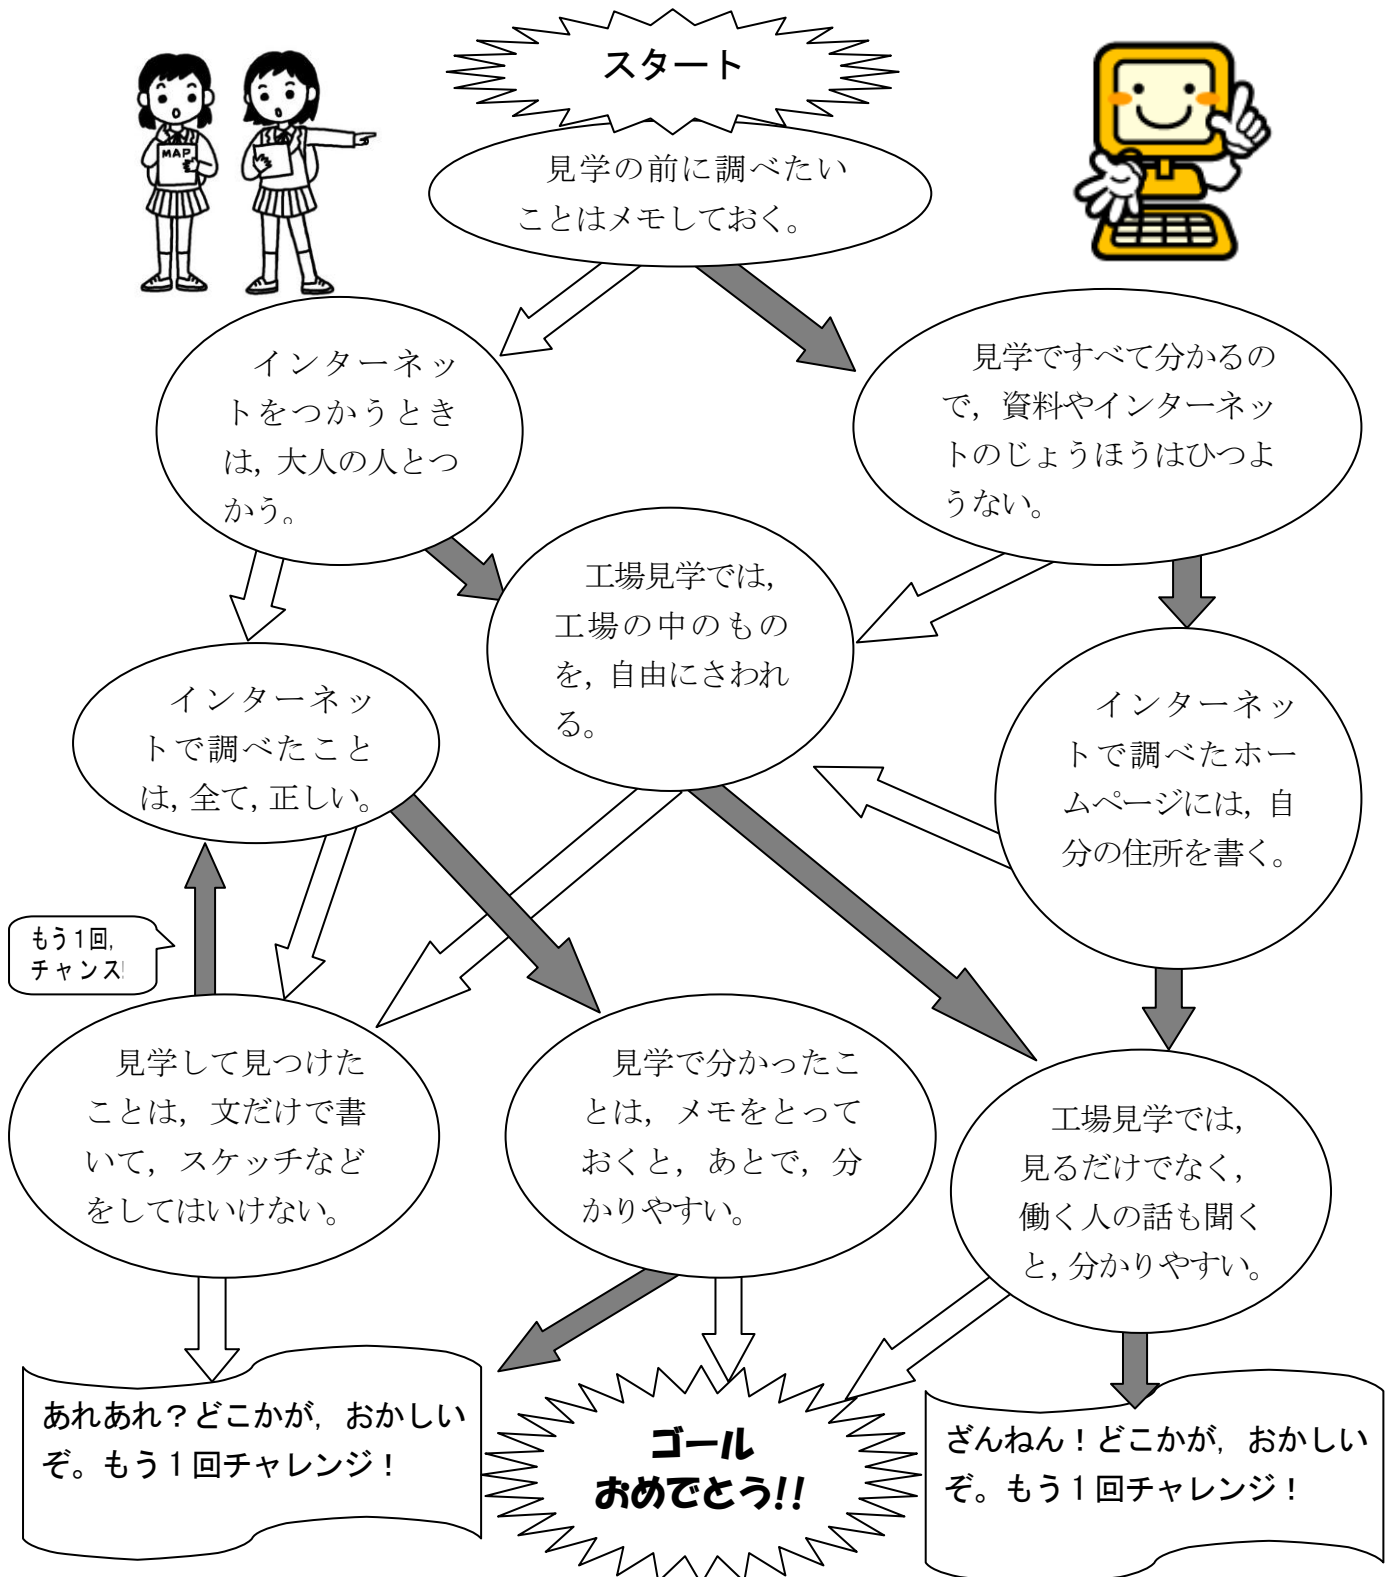 スタート
MAP
見学の前に調べたい
ことはメモしておく。
インターネッ
トをつかうとき
は，大人の人とつ
かう。
見学ですべて分かるの
で，資料やインターネッ
トのじょうほうはひつよ
うない。
工場見学では，
工場の中のもの
を，自由にさわれ
る。
インターネッ
トで調べたこと
は，全て，正しい。
インターネッ
トで調べたホー
ムページには，自
分の住所を書く。
もう１回，
チャンス!
見学して見つけた
ことは，文だけで書
いて，スケッチなど
をしてはいけない。
見学で分かったこ
とは，メモをとって
おくと，あとで，分
かりやすい。
工場見学では，
見るだけでなく，
働く人の話も聞く
と，分かりやすい。
あれあれ？どこかが，おかしい
ぞ。もう１回チャレンジ！
ゴール
おめでとう!!
ざんねん！どこかが，おかしい
ぞ。もう１回チャレンジ！